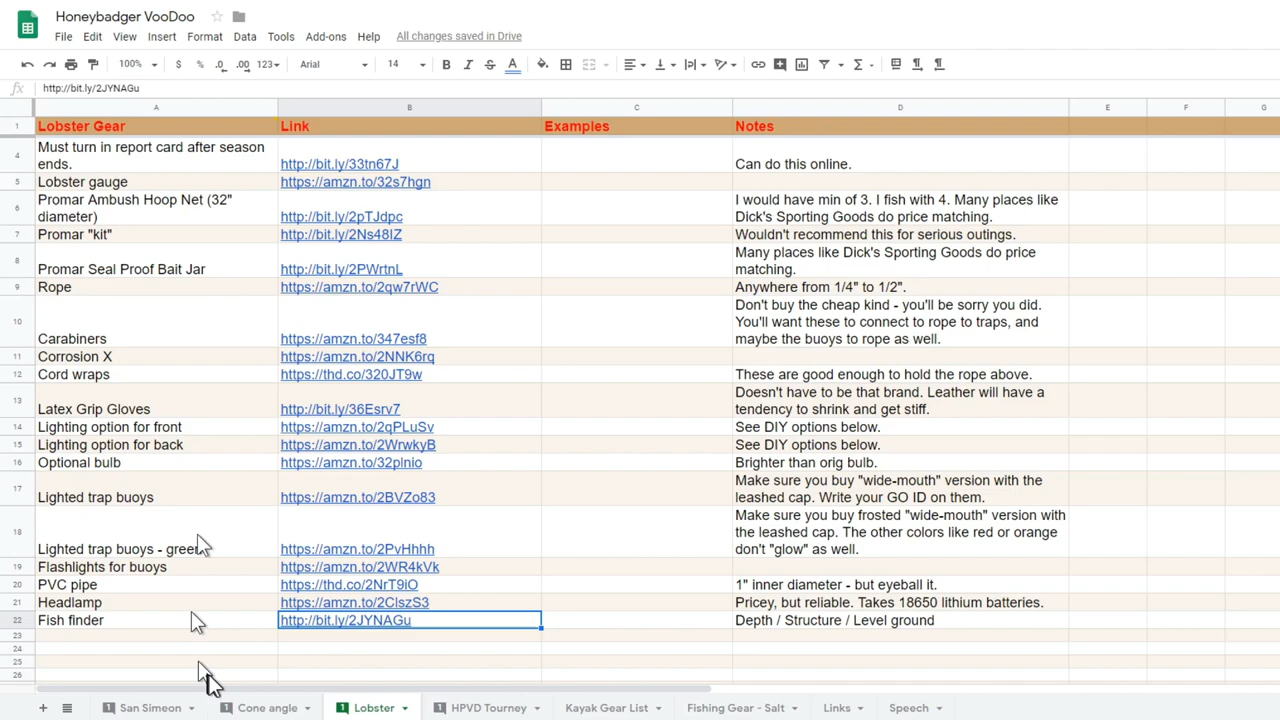 Honeybadger VooDoo
File Edit View Insert Format Data Tools Add-ons Help All changes saved in Drive
100% $ % .0 .00 123 Arial 14 B I S A
fx http://bit.ly/2JYNAGu
A B C D E F G
1 Lobster Gear Link Examples Notes
Must turn in report card after season
4 ends. http://bit.ly/33tn67J Can do this online.
5 Lobster gauge https://amzn.to/32s7hgn
Promar Ambush Hoop Net (32" I would have min of 3. I fish with 4. Many places like
6 diameter) http://bit.ly/2pTJdpc Dick's Sporting Goods do price matching.
7 Promar "kit" http://bit.ly/2Ns48IZ Wouldn't recommend this for serious outings.
Many places like Dick's Sporting Goods do price
8 Promar Seal Proof Bait Jar http://bit.ly/2PWrtnL matching.
9 Rope https://amzn.to/2qw7rWC Anywhere from 1/4" to 1/2".
Don't buy the cheap kind - you'll be sorry you did.
10 You'll want these to connect to rope to traps, and
Carabiners https://amzn.to/347esf8 maybe the buoys to rope as well.
11 Corrosion X https://amzn.to/2NNK6rq
12 Cord wraps https://thd.co/320JT9w These are good enough to hold the rope above.
Doesn't have to be that brand. Leather will have a
13 Latex Grip Gloves http://bit.ly/36Esrv7 tendency to shrink and get stiff.
14 Lighting option for front https://amzn.to/2qPLuSv See DIY options below.
15 Lighting option for back https://amzn.to/2WrwkyB See DIY options below.
16 Optional bulb https://amzn.to/32plnio Brighter than orig bulb.
Make sure you buy "wide-mouth" version with the
17 Lighted trap buoys https://amzn.to/2BVZo83 leashed cap. Write your GO ID on them.
Make sure you buy frosted "wide-mouth" version with
18 the leashed cap. The other colors like red or orange
Lighted trap buoys - green https://amzn.to/2PvHhhh don't "glow" as well.
19 Flashlights for buoys https://amzn.to/2WR4kVk
20 PVC pipe https://thd.co/2NrT9iO 1" inner diameter - but eyeball it.
21 Headlamp https://amzn.to/2ClszS3 Pricey, but reliable. Takes 18650 lithium batteries.
22 Fish finder http://bit.ly/2JYNAGu Depth / Structure / Level ground
23
24
25
26
+ 1 San Simeon 1 Cone angle 1 Lobster 1 HPVD Tourney Kayak Gear List Fishing Gear - Salt Links Speech